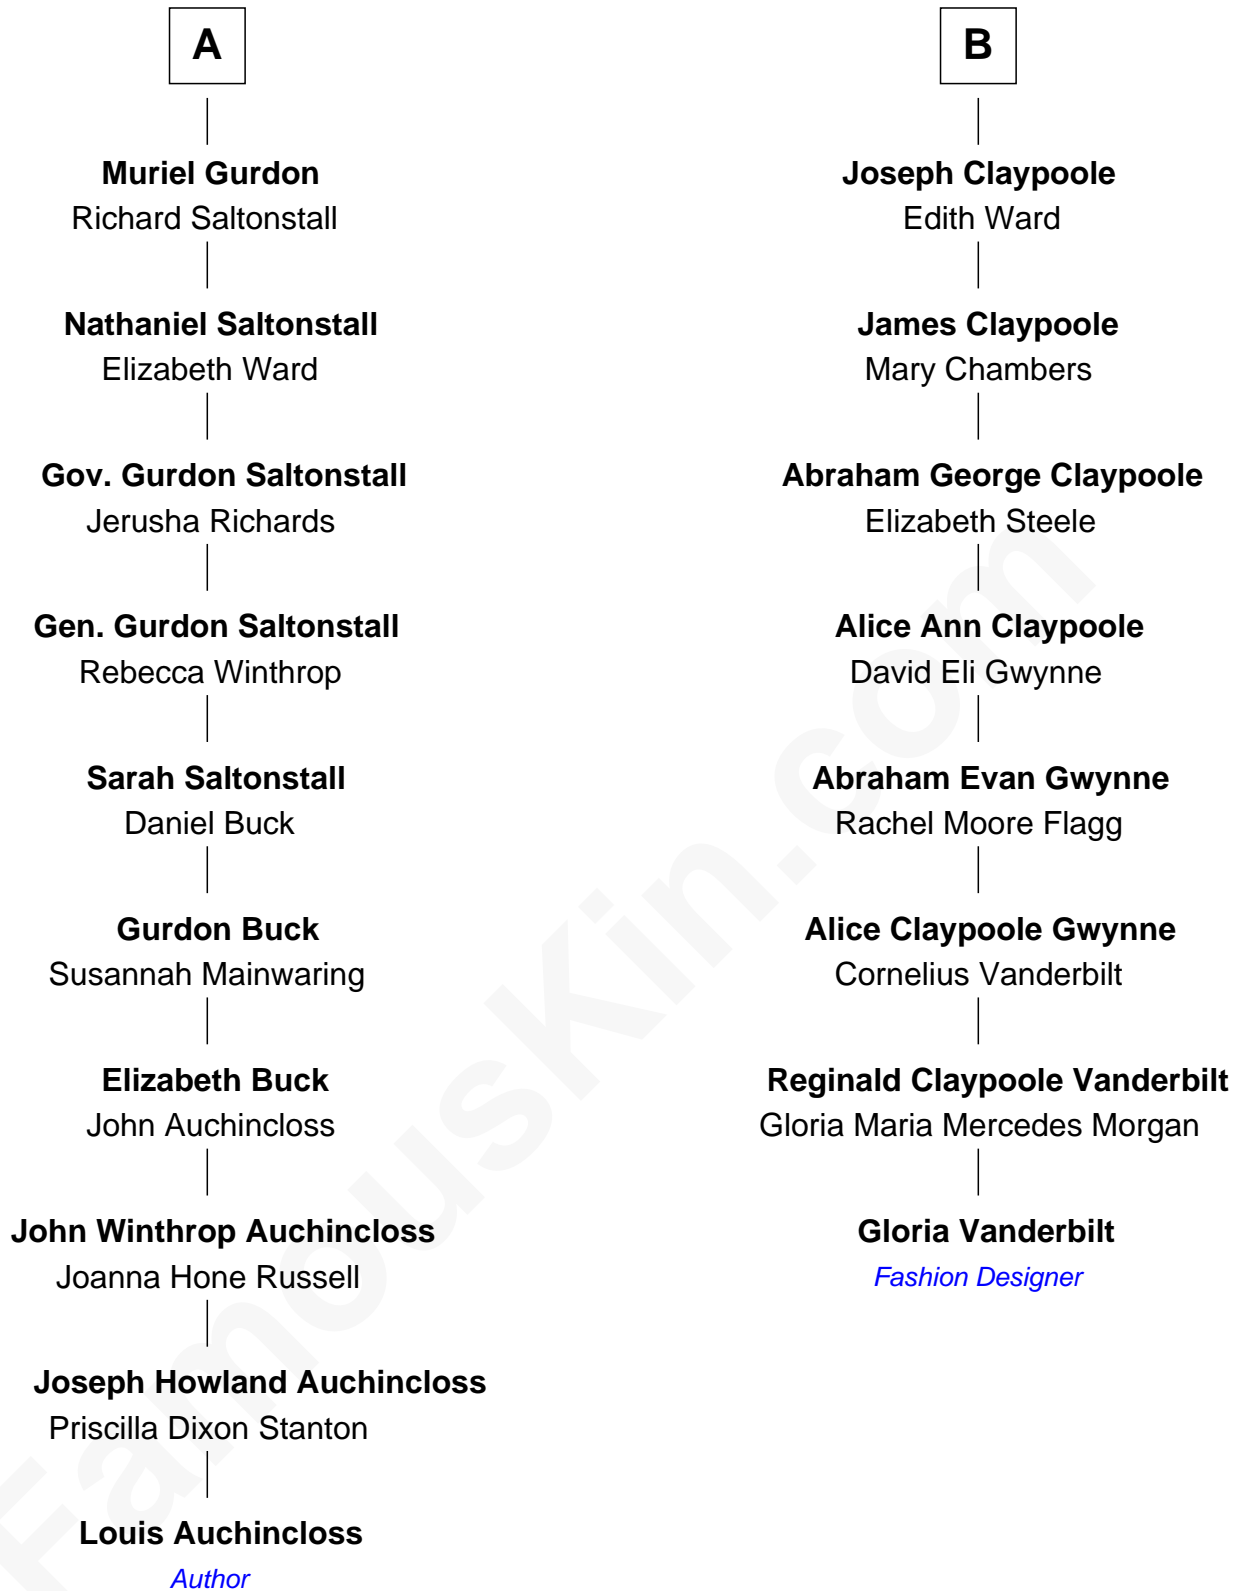 A
Muriel Gurdon
Richard Saltonstall
Nathaniel Saltonstall
Elizabeth Ward
Gov. Gurdon Saltonstall
Jerusha Richards
Gen. Gurdon Saltonstall
Rebecca Winthrop
Sarah Saltonstall
Daniel Buck
Gurdon Buck
Susannah Mainwaring
Elizabeth Buck
John Auchincloss
John Winthrop Auchincloss
Joanna Hone Russell
Joseph Howland Auchincloss
Priscilla Dixon Stanton
Louis Auchincloss
Author
B
Joseph Claypoole
Edith Ward
James Claypoole
Mary Chambers
Abraham George Claypoole
Elizabeth Steele
Alice Ann Claypoole
David Eli Gwynne
Abraham Evan Gwynne
Rachel Moore Flagg
Alice Claypoole Gwynne
Cornelius Vanderbilt
Reginald Claypoole Vanderbilt
Gloria Maria Mercedes Morgan
Gloria Vanderbilt
Fashion Designer
FamousKin.com